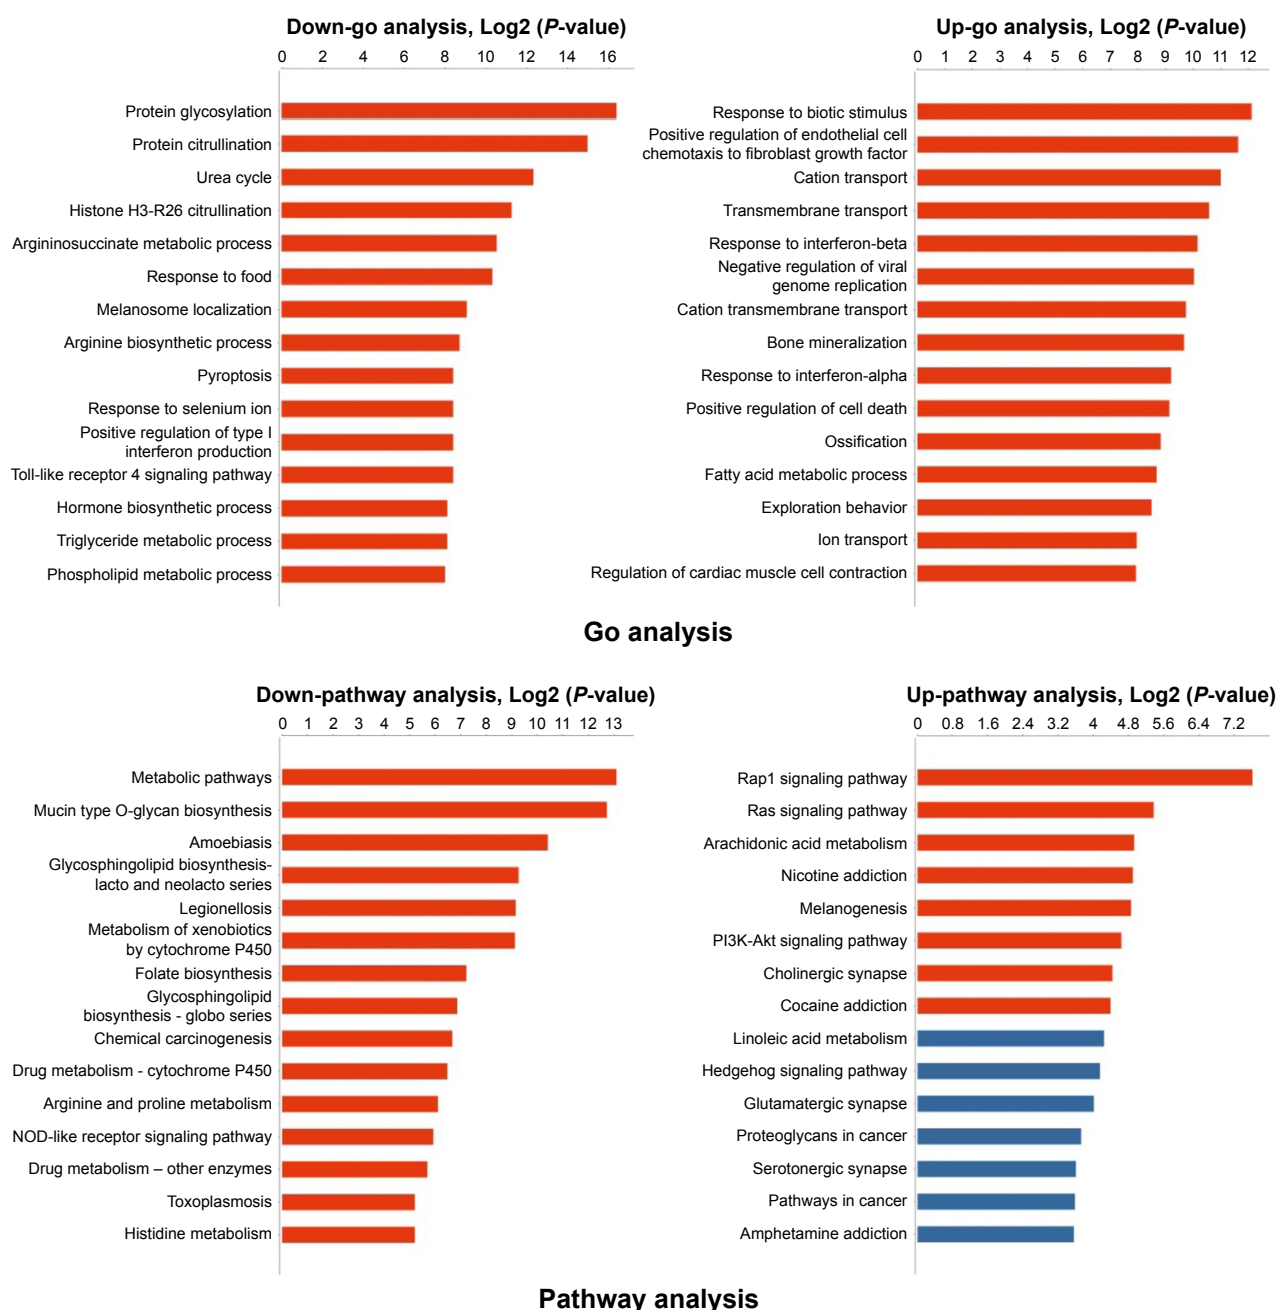 Down-go analysis, Log2 (P-value)
0 2 4 6 8 10 12 14 16
Protein glycosylation
Protein citrullination
Urea cycle
Histone H3-R26 citrullination
Argininosuccinate metabolic process
Response to food
Melanosome localization
Arginine biosynthetic process
Pyroptosis
Response to selenium ion
Positive regulation of type I
interferon production
Toll-like receptor 4 signaling pathway
Hormone biosynthetic process
Triglyceride metabolic process
Phospholipid metabolic process
Up-go analysis, Log2 (P-value)
0 1 2 3 4 5 6 7 8 9 10 11 12
Response to biotic stimulus
Positive regulation of endothelial cell
chemotaxis to fibroblast growth factor
Cation transport
Transmembrane transport
Response to interferon-beta
Negative regulation of viral
genome replication
Cation transmembrane transport
Bone mineralization
Response to interferon-alpha
Positive regulation of cell death
Ossification
Fatty acid metabolic process
Exploration behavior
Ion transport
Regulation of cardiac muscle cell contraction
Go analysis
Down-pathway analysis, Log2 (P-value)
0 1 2 3 4 5 6 7 8 9 10 11 12 13
Metabolic pathways
Mucin type O-glycan biosynthesis
Amoebiasis
Glycosphingolipid biosynthesis-
lacto and neolacto series
Legionellosis
Metabolism of xenobiotics
by cytochrome P450
Folate biosynthesis
Glycosphingolipid
biosynthesis - globo series
Chemical carcinogenesis
Drug metabolism - cytochrome P450
Arginine and proline metabolism
NOD-like receptor signaling pathway
Drug metabolism – other enzymes
Toxoplasmosis
Histidine metabolism
Up-pathway analysis, Log2 (P-value)
0 0.8 1.6 2.4 3.2 4 4.8 5.6 6.4 7.2
Rap1 signaling pathway
Ras signaling pathway
Arachidonic acid metabolism
Nicotine addiction
Melanogenesis
PI3K-Akt signaling pathway
Cholinergic synapse
Cocaine addiction
Linoleic acid metabolism
Hedgehog signaling pathway
Glutamatergic synapse
Proteoglycans in cancer
Serotonergic synapse
Pathways in cancer
Amphetamine addiction
Pathway analysis